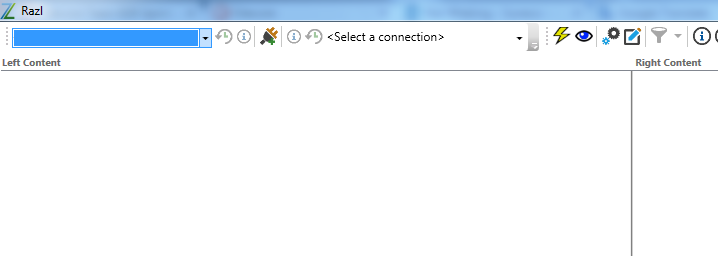 Razl
<Select a connection>
Left Content
Right Content